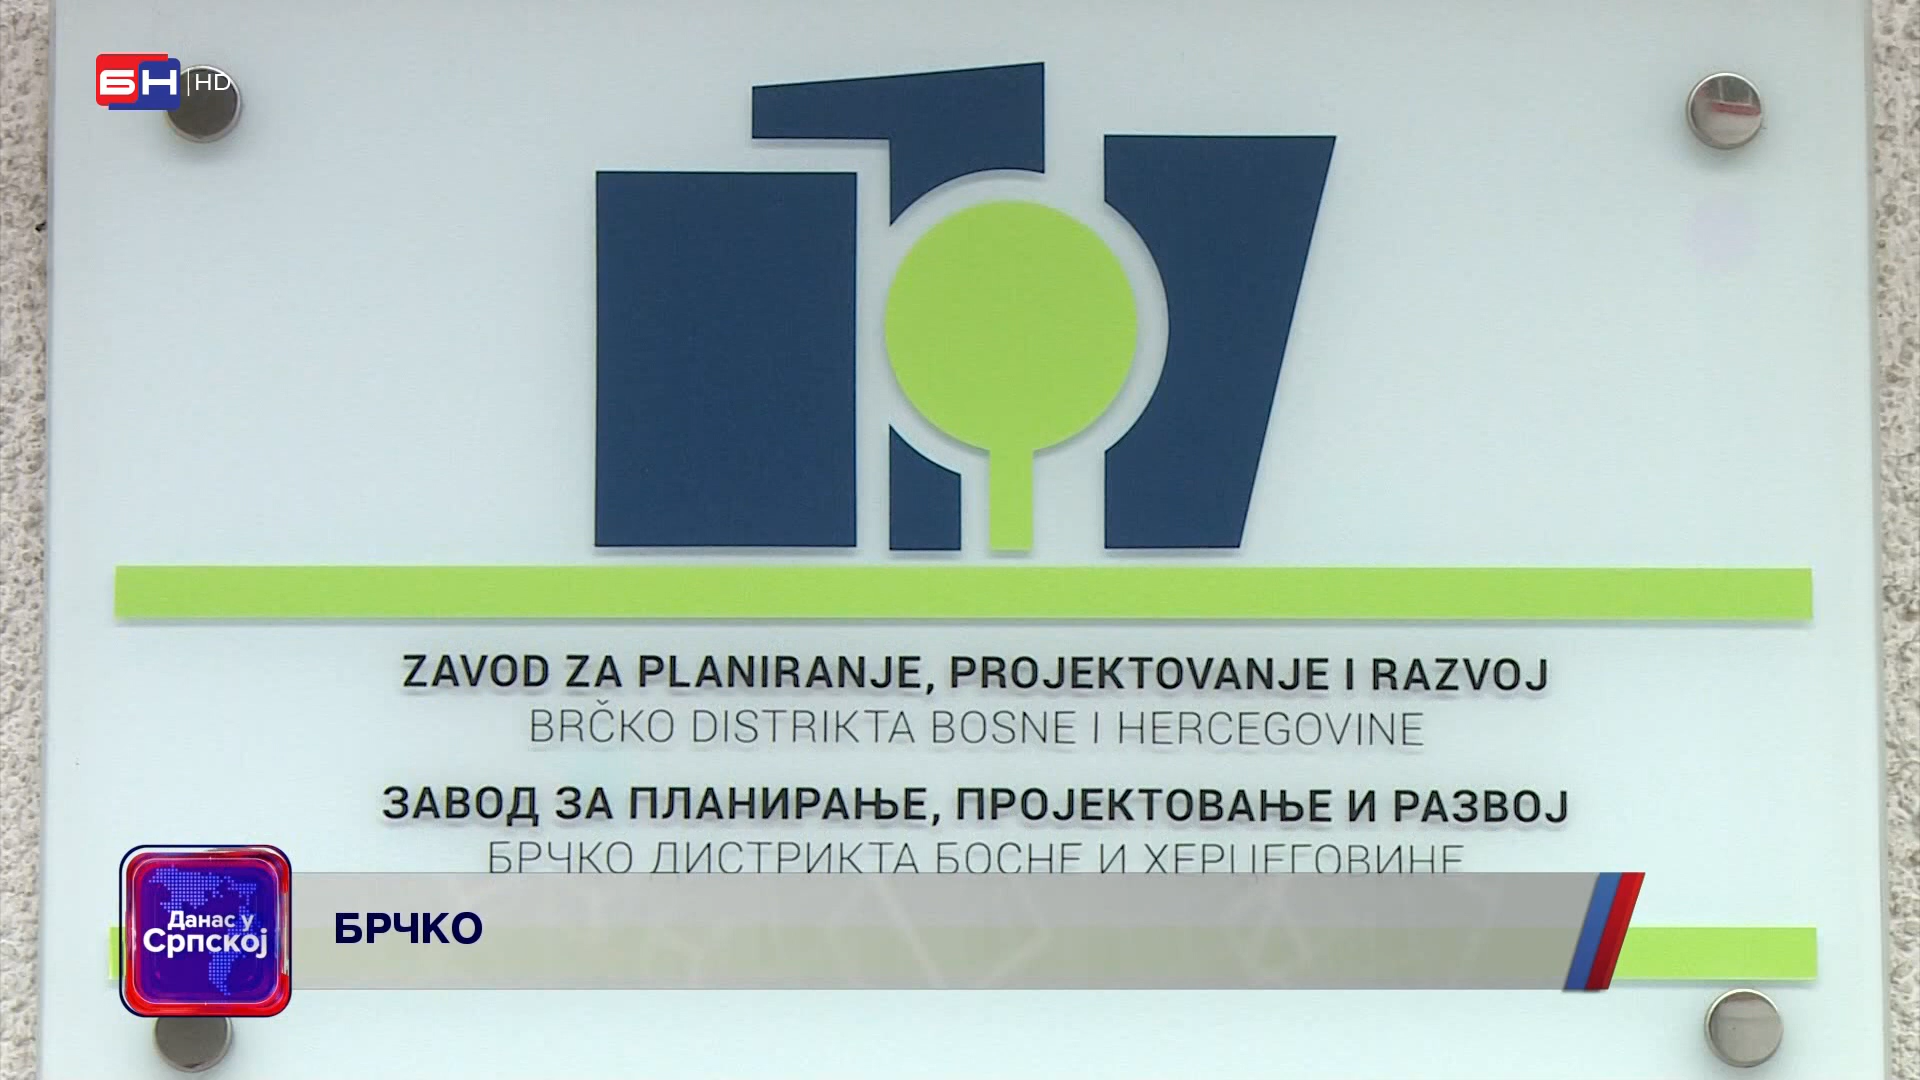 БН HD
ZAVOD ZA PLANIRANJE, PROJEKTOVANJE I RAZVOJ
BRČKO DISTRIKTA BOSNE I HERCEGOVINE
ЗАВОД ЗА ПЛАНИРАЊЕ, ПРОЈЕКТОВАЊЕ И РАЗВОЈ
БРЧКО ДИСТРИКТА БОСНЕ И ХЕРЦЕГОВИНЕ
Данас у
Српској
БРЧКО